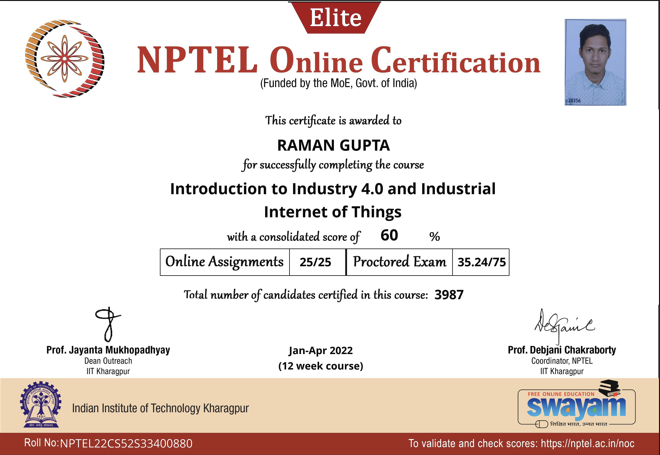 Elite
NPTEL Online Certification
(Funded by the MoE, Govt. of India)
This certificate is awarded to
RAMAN GUPTA
for successfully completing the course
Introduction to Industry 4.0 and Industrial
Internet of Things
with a consolidated score of 60 %
Online Assignments 25/25 Proctored Exam 35.24/75
Total number of candidates certified in this course: 3987
Prof. Jayanta Mukhopadhyay
Dean Outreach
IIT Kharagpur
Jan-Apr 2022
(12 week course)
Prof. Debjani Chakraborty
Coordinator, NPTEL
IIT Kharagpur
Indian Institute of Technology Kharagpur
FREE ONLINE EDUCATION
swayam
शिक्षित भारत, उन्नत भारत
Roll No: NPTEL22CS52S33400880
To validate and check scores: https://nptel.ac.in/noc